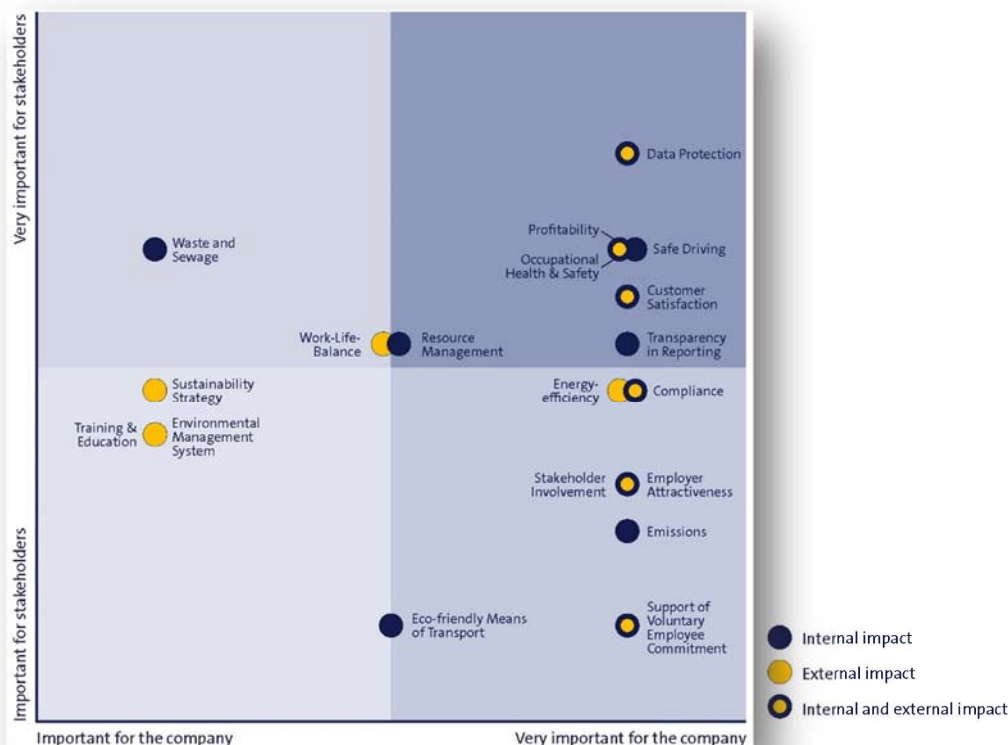 Very important for stakeholders
Important for stakeholders
Data Protection
Profitability
Occupational
Health & Safety
Safe Driving
Waste and
Sewage
Customer
Satisfaction
Work-Life-
Balance
Resource
Management
Transparency
in Reporting
Sustainability
Strategy
Energy-
efficiency
Compliance
Training &
Education
Environmental
Management
System
Stakeholder
Involvement
Employer
Attractiveness
Emissions
Eco-friendly Means
of Transport
Support of
Voluntary
Employee
Commitment
Important for the company
Very important for the company
Internal impact
External impact
Internal and external impact